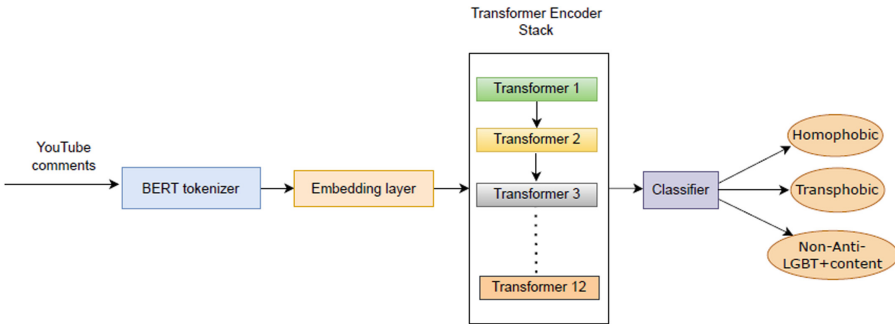 Transformer Encoder
Stack
Transformer 1
Transformer 2
YouTube
comments
BERT tokenizer
Embedding layer
Transformer 3
Transformer 12
Classifier
Homophobic
Transphobic
Non-Anti-
LGBT+content